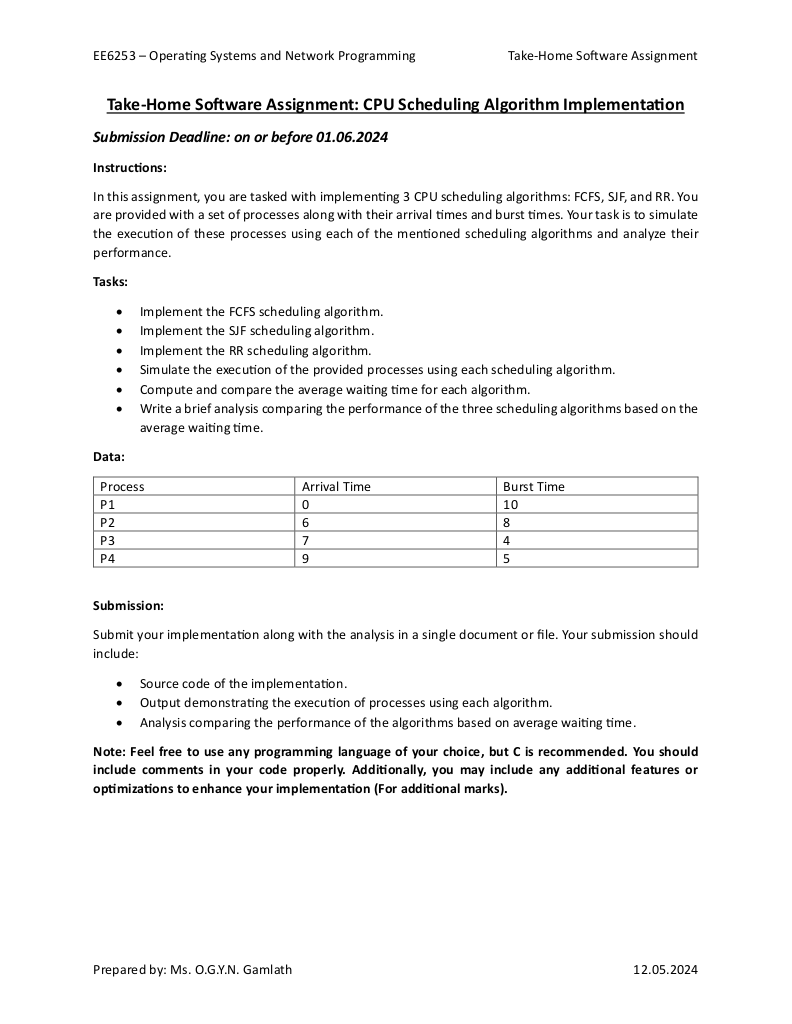 EE6253 – Operating Systems and Network Programming Take-Home Software Assignment
Take-Home Software Assignment: CPU Scheduling Algorithm Implementation
Submission Deadline: on or before 01.06.2024
Instructions:
In this assignment, you are tasked with implementing 3 CPU scheduling algorithms: FCFS, SJF, and RR. You
are provided with a set of processes along with their arrival times and burst times. Your task is to simulate
the execution of these processes using each of the mentioned scheduling algorithms and analyze their
performance.
Tasks:
• Implement the FCFS scheduling algorithm.
• Implement the SJF scheduling algorithm.
• Implement the RR scheduling algorithm.
• Simulate the execution of the provided processes using each scheduling algorithm.
• Compute and compare the average waiting time for each algorithm.
• Write a brief analysis comparing the performance of the three scheduling algorithms based on the
average waiting time.
Data:
Process Arrival Time Burst Time
P1 0 10
P2 6 8
P3 7 4
P4 9 5
Submission:
Submit your implementation along with the analysis in a single document or file. Your submission should
include:
• Source code of the implementation.
• Output demonstrating the execution of processes using each algorithm.
• Analysis comparing the performance of the algorithms based on average waiting time.
Note: Feel free to use any programming language of your choice, but C is recommended. You should
include comments in your code properly. Additionally, you may include any additional features or
optimizations to enhance your implementation (For additional marks).
Prepared by: Ms. O.G.Y.N. Gamlath 12.05.2024